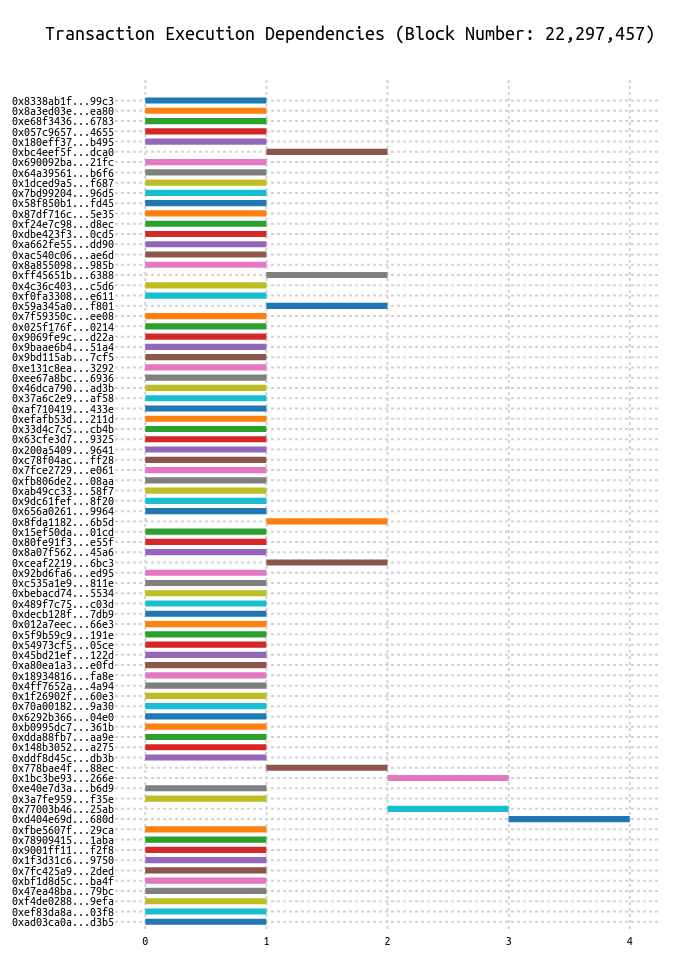 Transaction Execution Dependencies (Block Number: 22,297,457)
0x8338ab1f...99c3
0x8a3ed03e...ea80
0xe68f3436...6783
0x057c9657...4655
0x180eff37...b495
0xbc4eef5f...dca0
0x690092ba...21fc
0x64a39561...b6f6
0x1dced9a5...f687
0x7bd99204...96d5
0x58f850b1...fd45
0x87df716c...5e35
0xf24e7c98...d8ec
0xdbe423f3...0cd5
0xa662fe55...dd90
0xac540c06...ae6d
0x8a855098...985b
0xff45651b...6388
0x4c36c403...c5d6
0xf0fa3308...e611
0x59a345a0...f801
0x7f59350c...ee08
0x025f176f...0214
0x9069fe9c...d22a
0x9baae6b4...51a4
0x9bd115ab...7cf5
0xe131c8ea...3292
0xee67a8bc...6936
0x46dca790...ad3b
0x37a6c2e9...af58
0xaf710419...433e
0xefafb53d...211d
0x33d4c7c5...cb4b
0x63cfe3d7...9325
0x200a5409...9641
0xc78f04ac...ff28
0x7fce2729...e061
0xfb806de2...08aa
0xab49cc33...58f7
0x9dc61fef...8f20
0x656a0261...9964
0x8fda1182...6b5d
0x15ef50da...01cd
0x80fe91f3...e55f
0x8a07f562...45a6
0xceaf2219...6bc3
0x92bd6fa6...ed95
0xc535a1e9...811e
0xbebacd74...5534
0x489f7c75...c03d
0xdecb128f...7db9
0x012a7eec...66e3
0x5f9b59c9...191e
0x54973cf5...05ce
0x45bd21ef...122d
0xa80ea1a3...e0fd
0x18934816...fa8e
0x4ff7652a...4a94
0x1f26902f...60e3
0x70a00182...9a30
0x6292b366...04e0
0xb0995dc7...361b
0xdda88fb7...aa9e
0x148b3052...a275
0xddf8d45c...db3b
0x778bae4f...88ec
0x1bc3be93...266e
0xe40e7d3a...b6d9
0x3a7fe959...f35e
0x77003b46...25ab
0xd404e69d...680d
0xfbe5607f...29ca
0x78909415...1aba
0x9001ff11...f2f8
0x1f3d31c6...9750
0x7fc425a9...2ded
0xbf1d8d5c...ba4f
0x47ea48ba...79bc
0xf4de0288...9efa
0xef83da8a...03f8
0xad03ca0a...d3b5
0 1 2 3 4